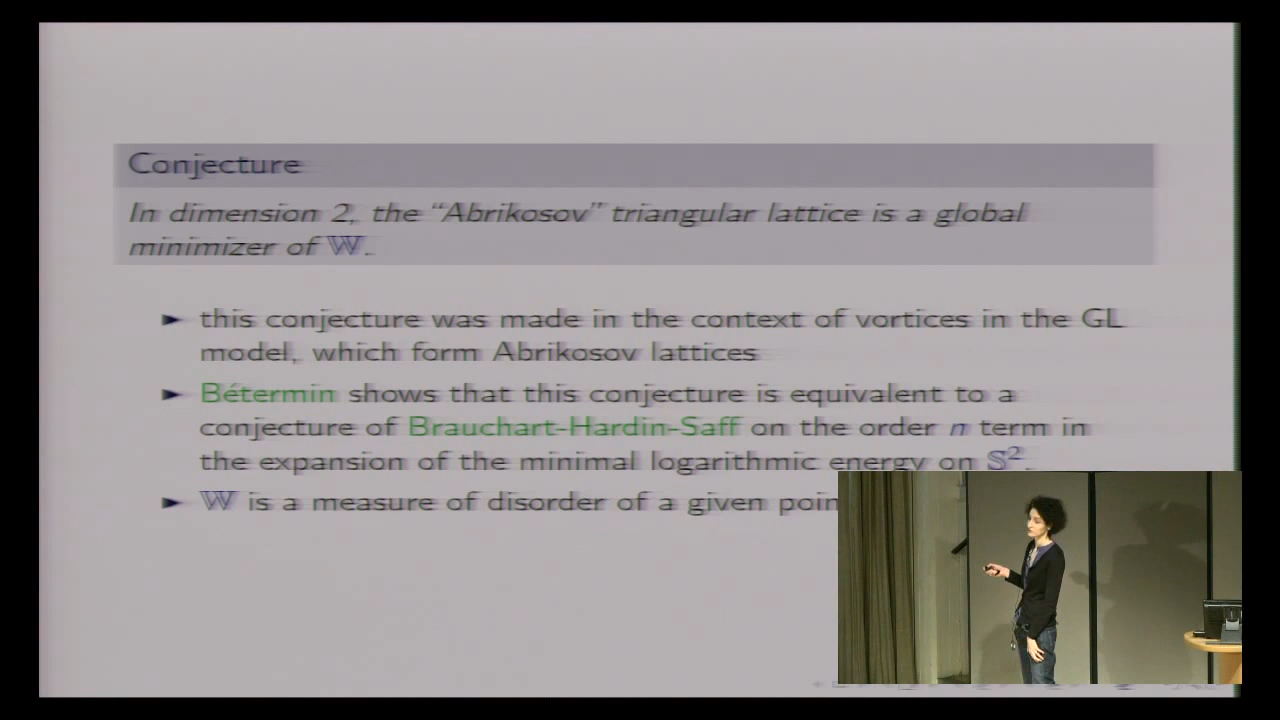 Conjecture
In dimension 2, the “Abrikosov” triangular lattice is a global
minimizer of 𝕎.
► this conjecture was made in the context of vortices in the GL
model, which form Abrikosov lattices
► Bétermin shows that this conjecture is equivalent to a
conjecture of Brauchart-Hardin-Saff on the order n term in
the expansion of the minimal logarithmic energy on 𝕊².
► 𝕎 is a measure of disorder of a given poin